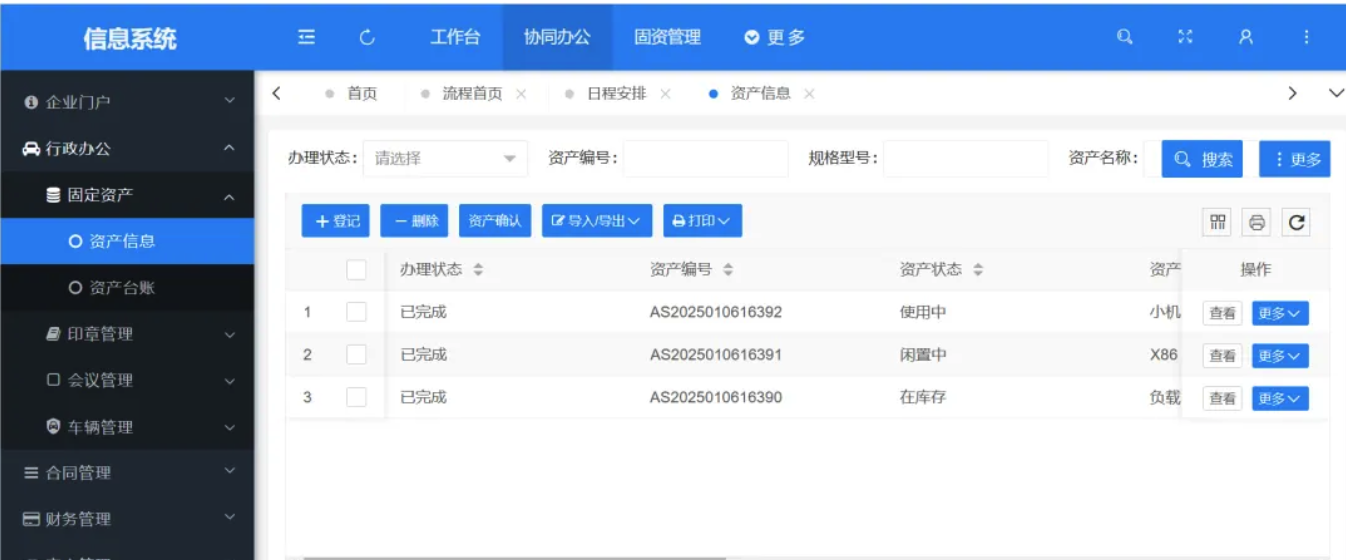 信息系统 工作台 协同办公 固资管理 更多
企业门户
行政办公
固定资产
资产信息
资产台账
印章管理
会议管理
车辆管理
合同管理
财务管理
首页 流程首页 日程安排 资产信息
办理状态: 请选择 资产编号: 规格型号: 资产名称: 搜索 更多
登记 删除 资产确认 导入/导出 打印
办理状态 资产编号 资产状态 资产 操作
1 已完成 AS2025010616392 使用中 小机 查看 更多
2 已完成 AS2025010616391 闲置中 X86 查看 更多
3 已完成 AS2025010616390 在库存 负载 查看 更多